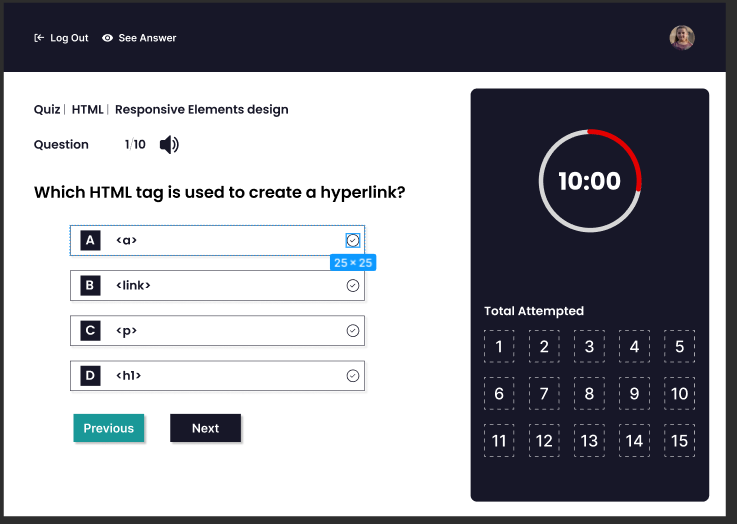 Log Out See Answer
Quiz | HTML | Responsive Elements design
Question 1/10
Which HTML tag is used to create a hyperlink?
A <a>
25 × 25
B <link>
C <p>
D <h1>
Previous Next
10:00
Total Attempted
1 2 3 4 5
6 7 8 9 10
11 12 13 14 15